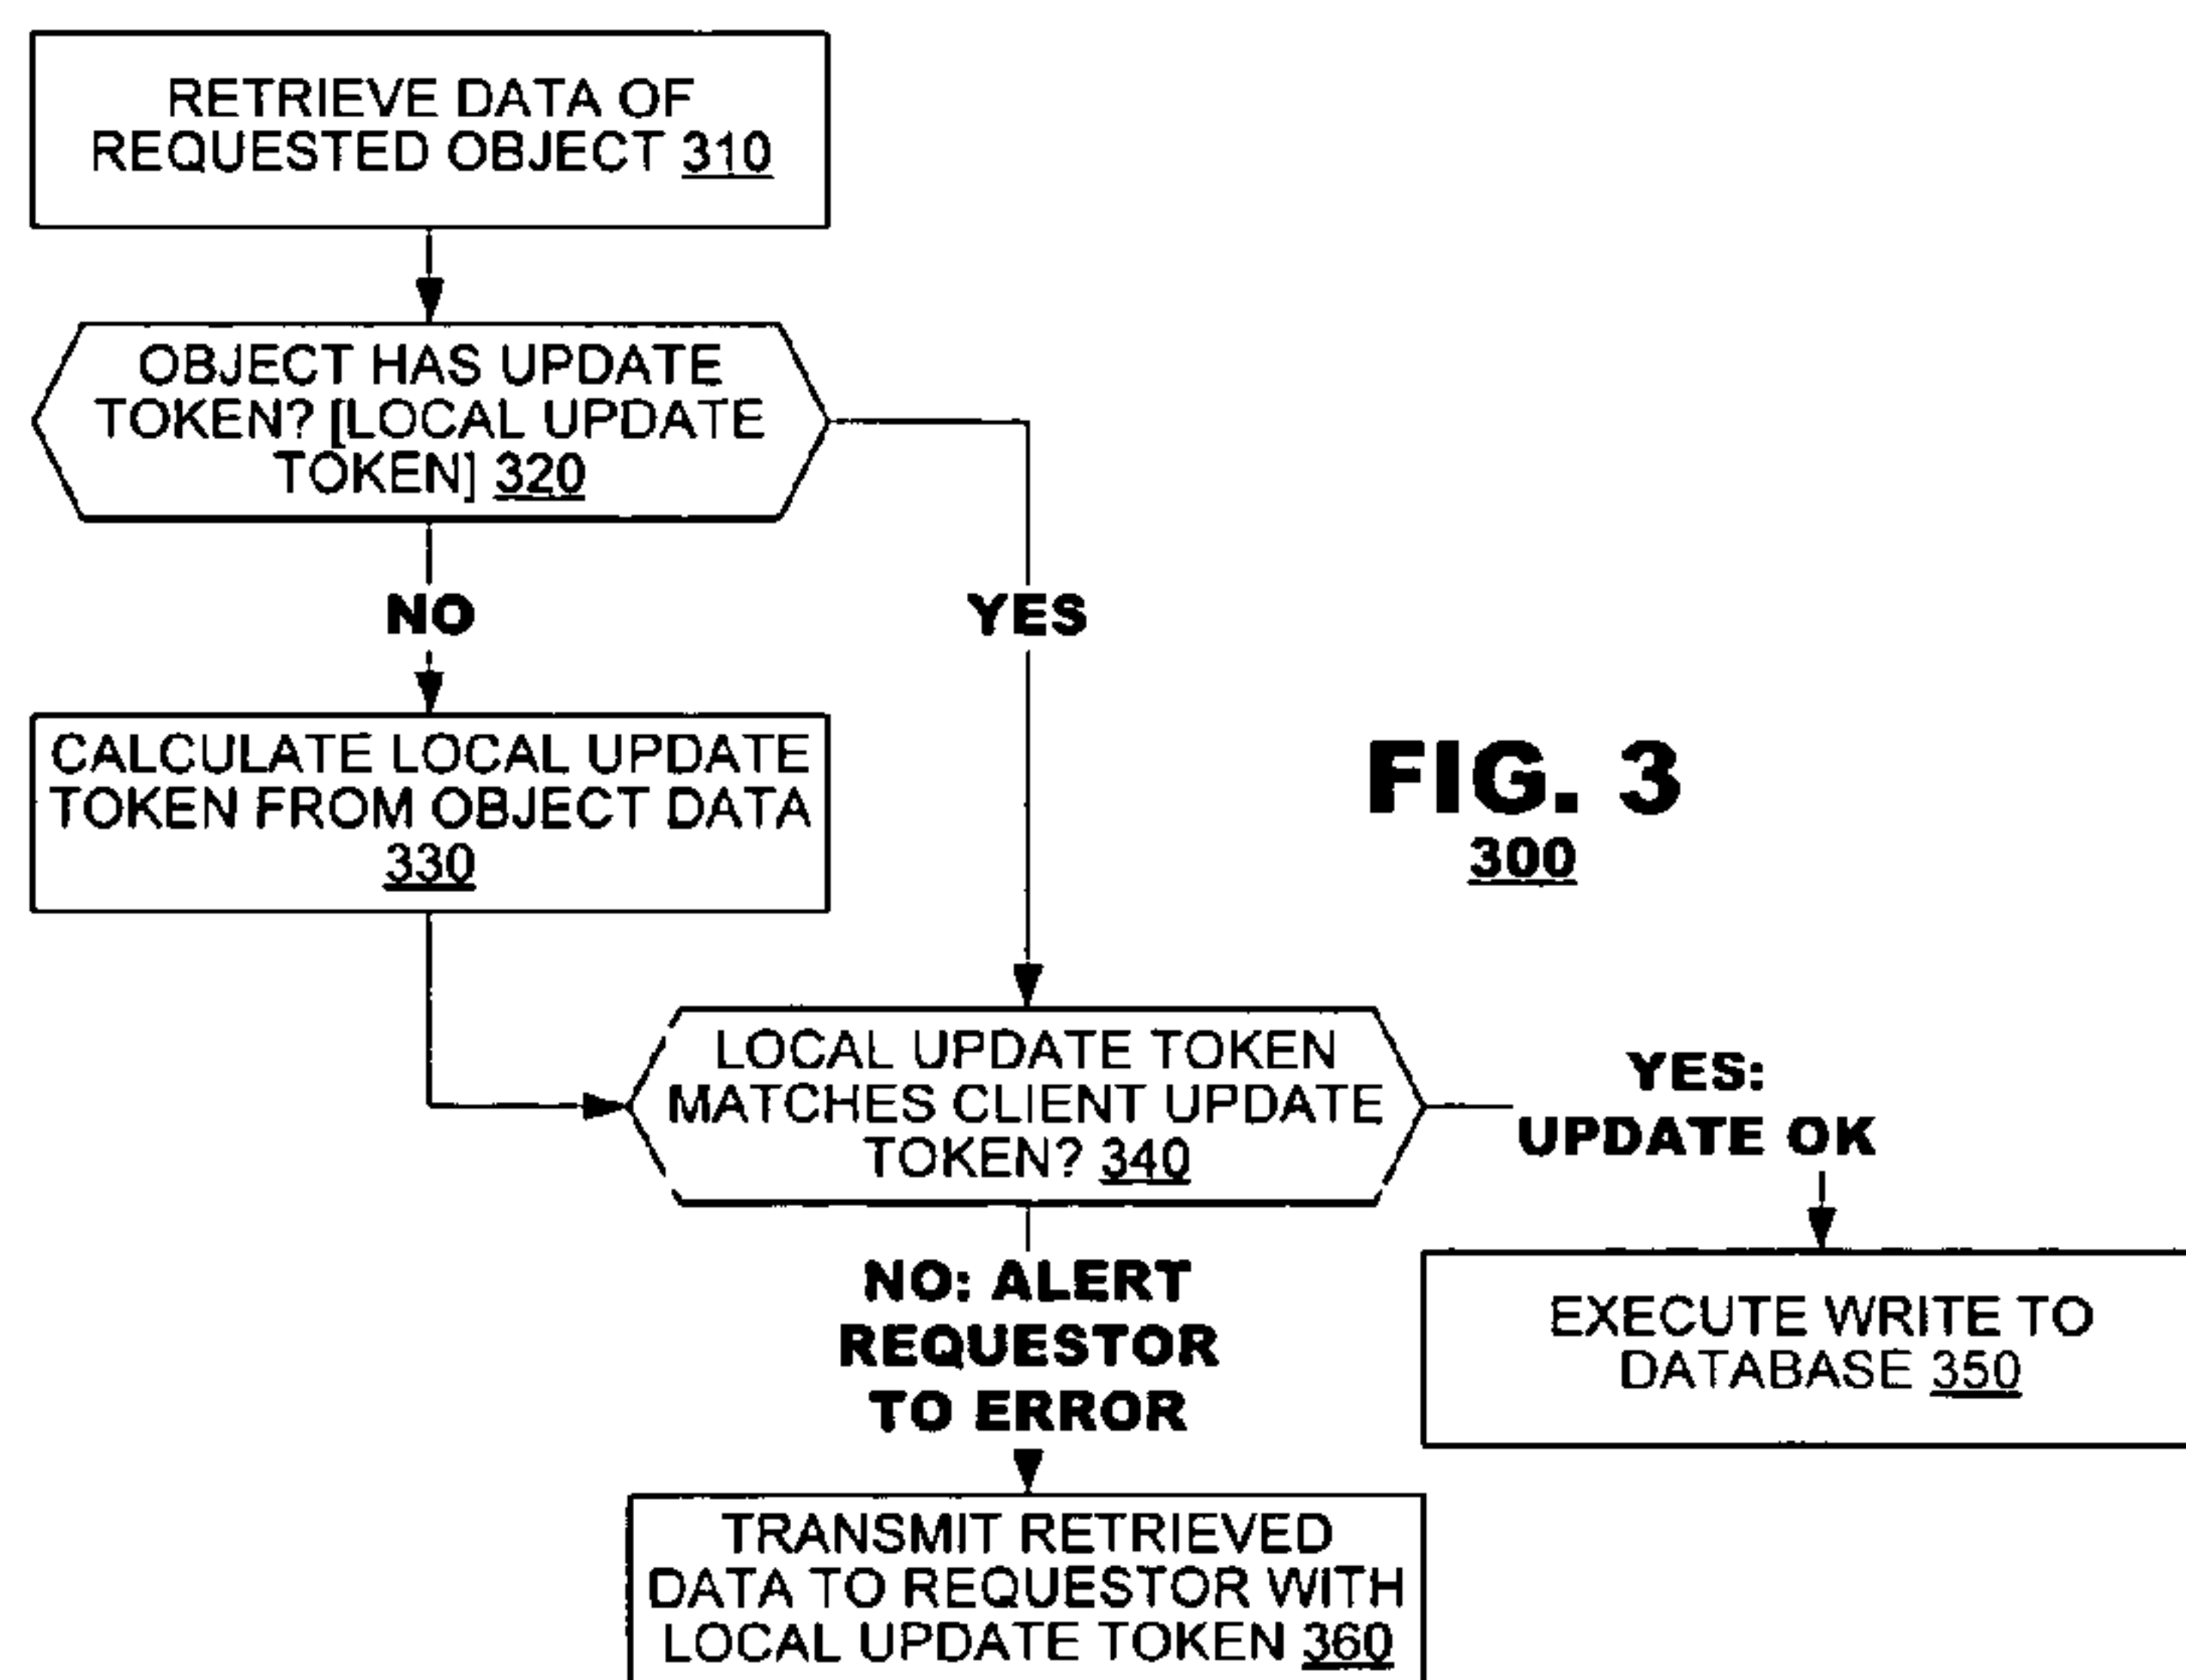 RETRIEVE DATA OF
REQUESTED OBJECT 310
OBJECT HAS UPDATE
TOKEN? [LOCAL UPDATE
TOKEN] 320
NO
YES
CALCULATE LOCAL UPDATE
TOKEN FROM OBJECT DATA
330
FIG. 3
300
LOCAL UPDATE TOKEN
MATCHES CLIENT UPDATE
TOKEN? 340
YES:
UPDATE OK
NO: ALERT
REQUESTOR
TO ERROR
EXECUTE WRITE TO
DATABASE 350
TRANSMIT RETRIEVED
DATA TO REQUESTOR WITH
LOCAL UPDATE TOKEN 360